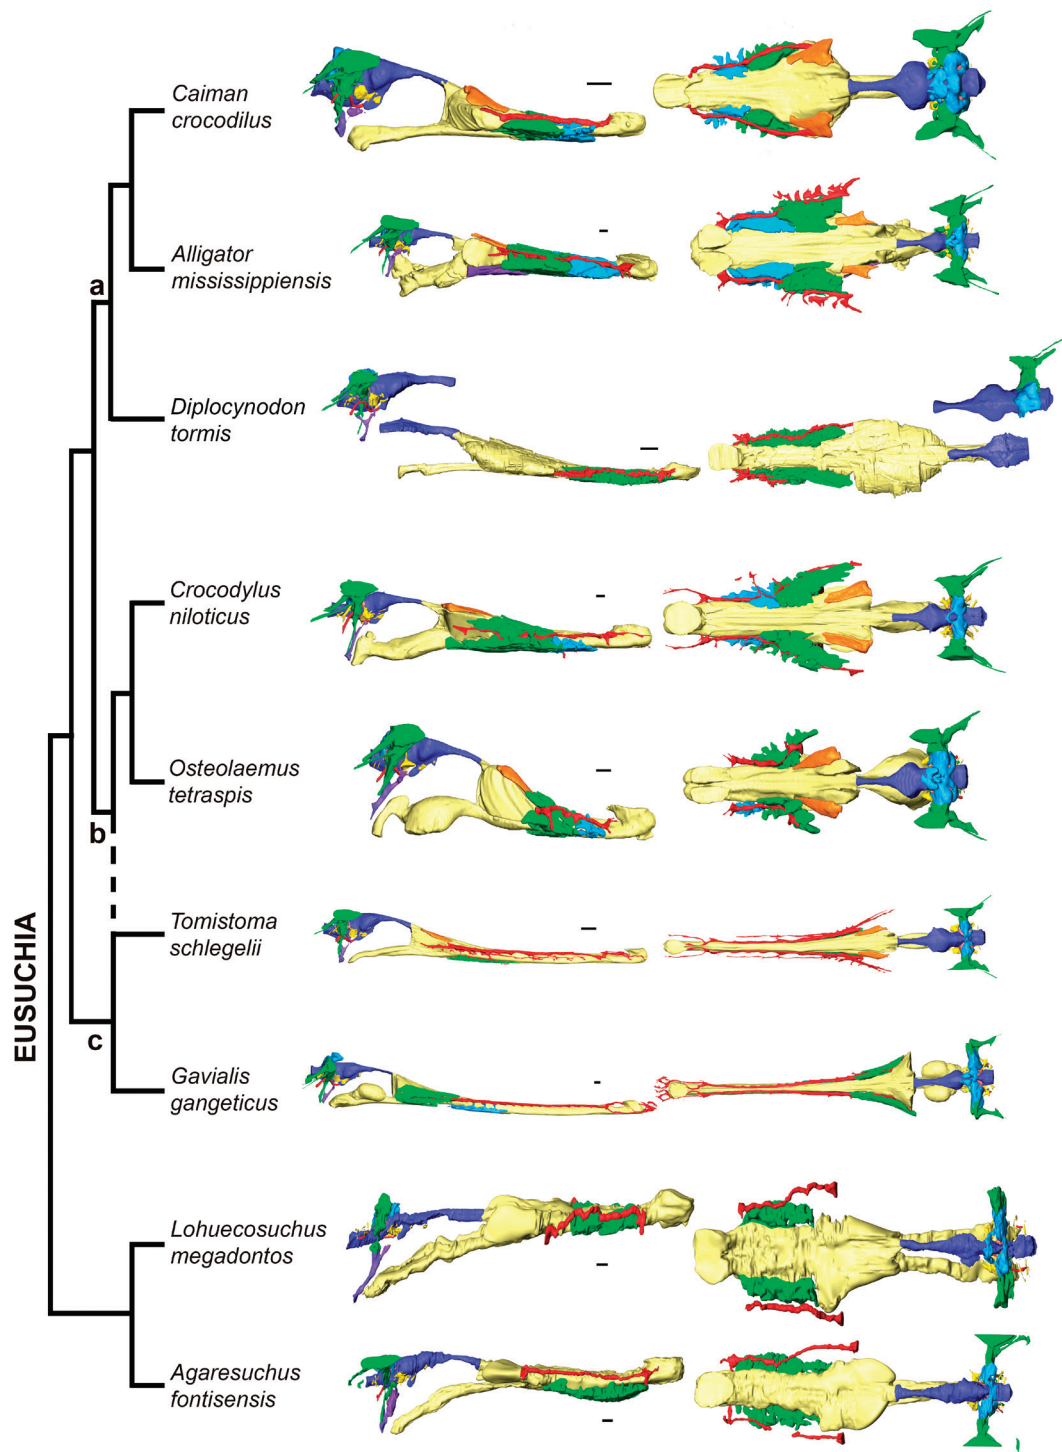 Caiman
crocodilus
Alligator
mississippiensis
a
Diplocynodon
tormis
Crocodylus
niloticus
Osteolaemus
tetraspis
b
Tomistoma
schlegelii
EUSUCHIA
c
Gavialis
gangeticus
Lohuecosuchus
megadontos
Agaresuchus
fontisensis